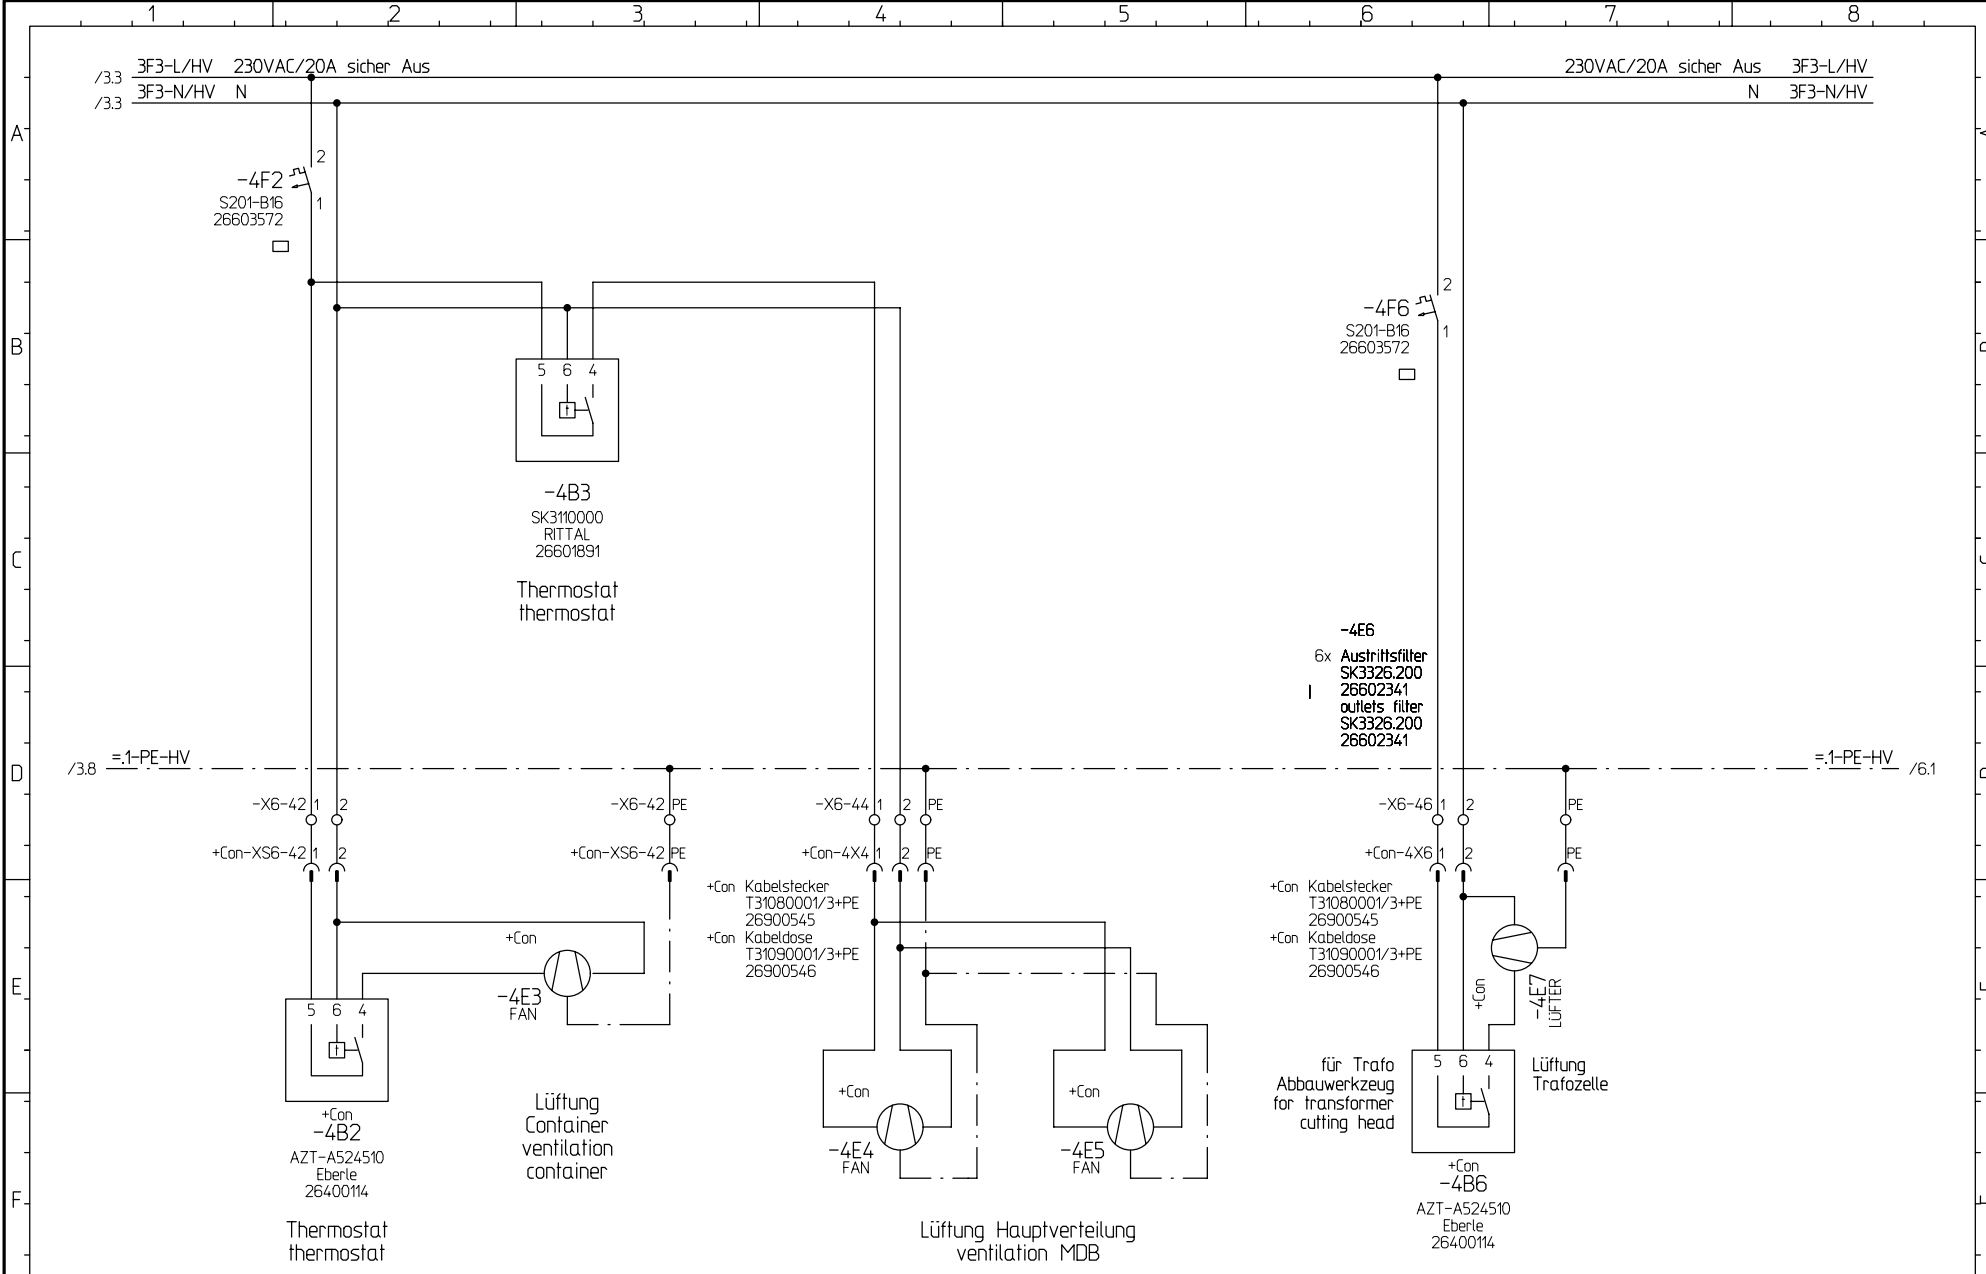 1 2 3 4 5 6 7 8
/3.3 3F3-L/HV 230VAC/20A sicher Aus
230VAC/20A sicher Aus 3F3-L/HV
/3.3 3F3-N/HV N
N 3F3-N/HV
A
2
-4F2
S201-B16
26603572
1
2
-4F6
S201-B16
26603572
1
B
5 6 4
-4B3
SK3110000
RITTAL
26601891
Thermostat
thermostat
C
-4E6
6x Austrittsfilter
SK3326.200
26602341
outlets filter
SK3326.200
26602341
D
/3.8 =.1-PE-HV
=.1-PE-HV /6.1
-X6-42 1 2
-X6-42 PE
-X6-44 1 2 PE
-X6-46 1 2 PE
+Con-XS6-42 1 2
+Con-XS6-42 PE
+Con-4X4 1 2 PE
+Con-4X6 1 2 PE
+Con Kabelstecker
T31080001/3+PE
26900545
+Con Kabeldose
T31090001/3+PE
26900546
+Con Kabelstecker
T31080001/3+PE
26900545
+Con Kabeldose
T31090001/3+PE
26900546
E
+Con
-4E3
FAN
+Con
-4E7
LÜFTER
5 6 4
+Con
-4B2
AZT-A524510
Eberle
26400114
Thermostat
thermostat
Lüftung
Container
ventilation
container
+Con
-4E4
FAN
+Con
-4E5
FAN
Lüftung Hauptverteilung
ventilation MDB
für Trafo
Abbauwerkzeug
for transformer
cutting head
5 6 4
Lüftung
Trafozelle
+Con
-4B6
AZT-A524510
Eberle
26400114
F